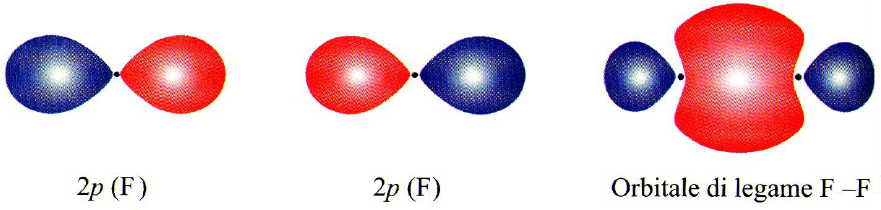 2p (F)
2p (F)
Orbitale di legame F –F